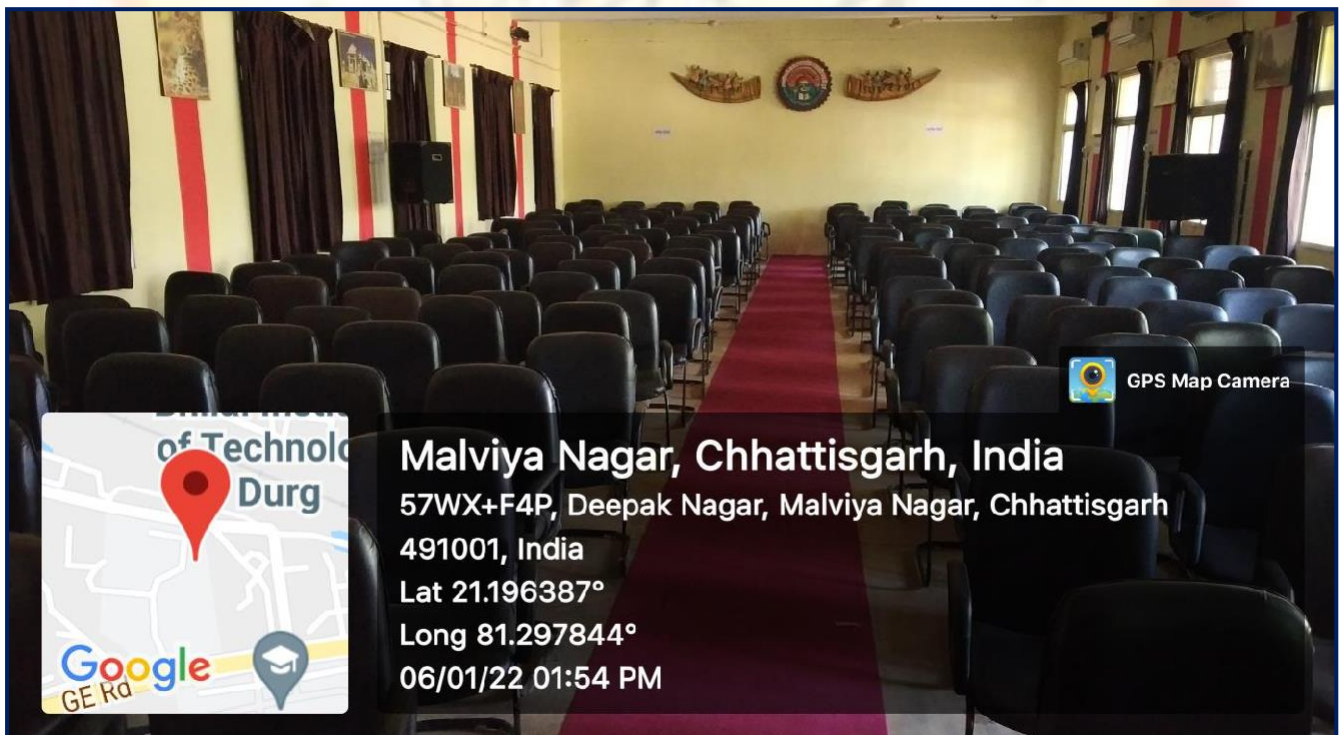 GPS Map Camera
of Technolo
Durg
Google
GE Rd
Malviya Nagar, Chhattisgarh, India
57WX+F4P, Deepak Nagar, Malviya Nagar, Chhattisgarh
491001, India
Lat 21.196387°
Long 81.297844°
06/01/22 01:54 PM